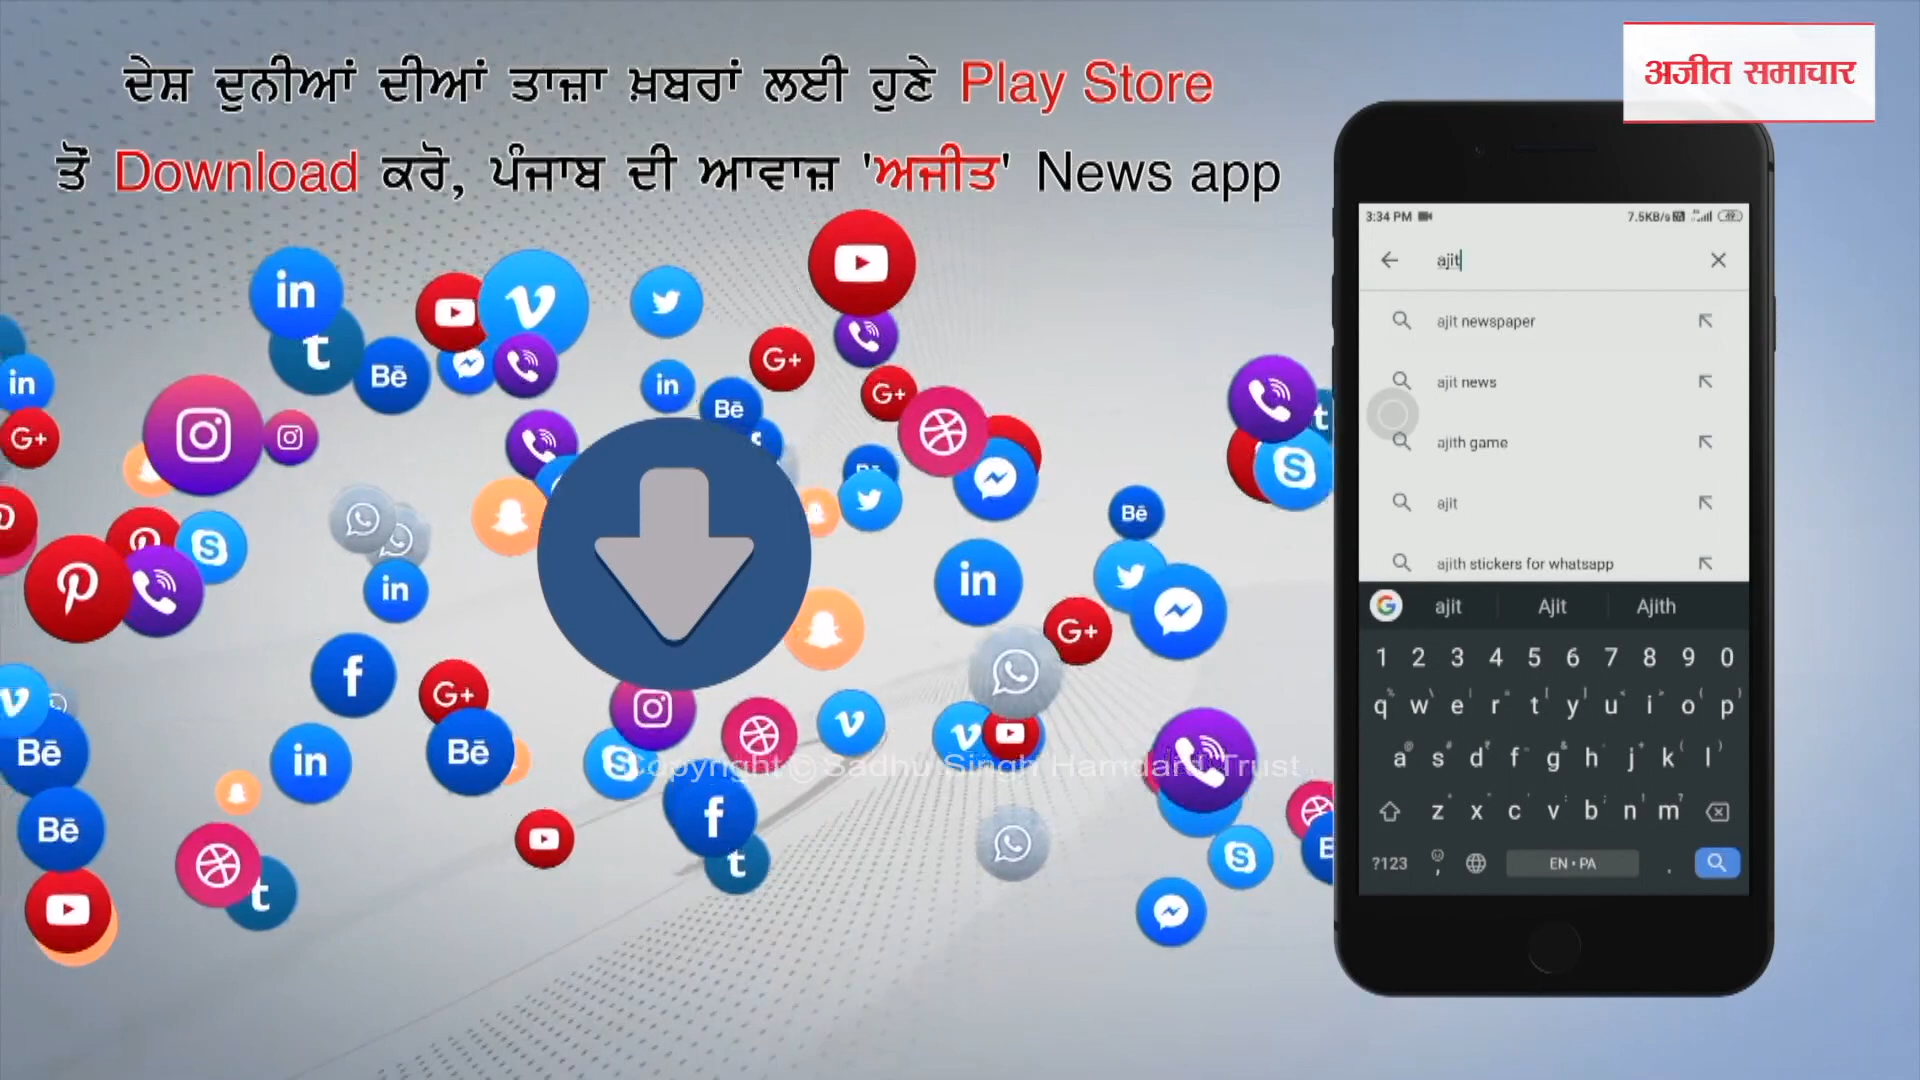 ਦੇਸ਼ ਦੁਨੀਆਂ ਦੀਆਂ ਤਾਜ਼ਾ ਖ਼ਬਰਾਂ ਲਈ ਹੁਣੇ Play Store
ਤੋਂ Download ਕਰੋ, ਪੰਜਾਬ ਦੀ ਆਵਾਜ਼ 'ਅਜੀਤ' News app
अजीत समाचार
3:34 PM 7.5KB/s
ajit
ajit newspaper
ajit news
ajith game
ajit
ajith stickers for whatsapp
ajit Ajit Ajith
1 2 3 4 5 6 7 8 9 0
q w e r t y u i o p
a s d f g h j k l
z x c v b n m
?123 , EN • PA .
Copyright © Sadhu Singh Hamdard Trust